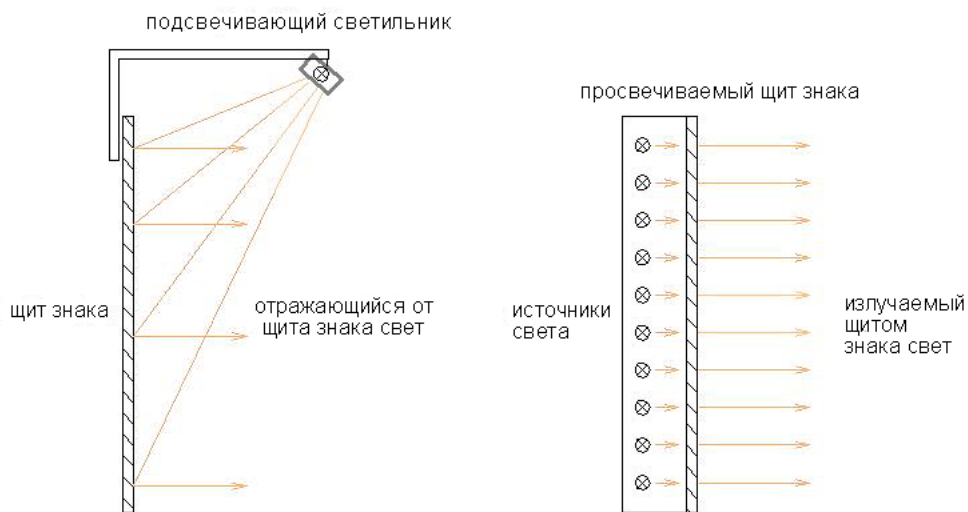 подсвечивающий светильник
просвечиваемый щит знака
щит знака
отражающийся от
щита знака свет
источники
света
излучаемый
щитом
знака свет